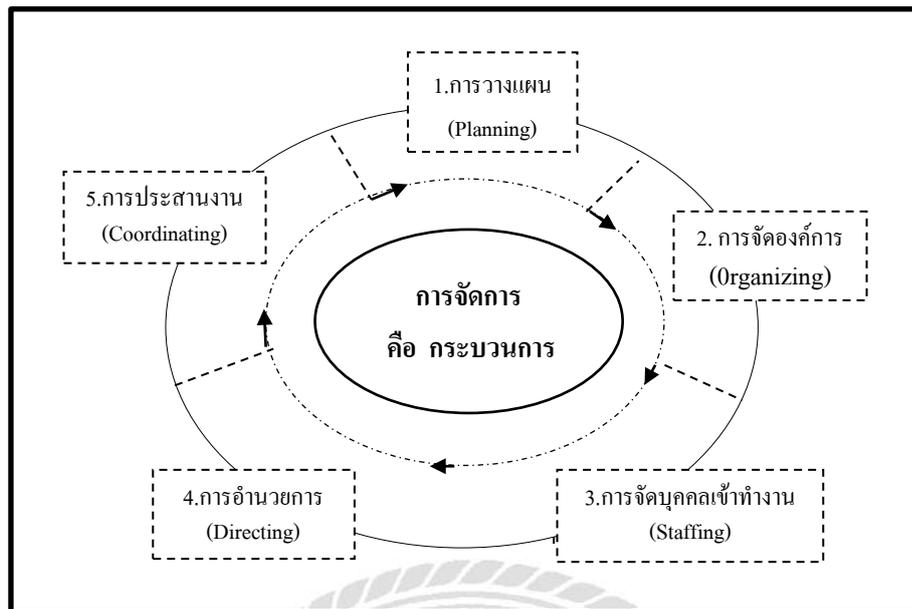 1.การวางแผน
(Planning)
5.การประสานงาน
(Coordinating)
2. การจัดองค์การ
(0rganizing)
การจัดการ
คือ กระบวนการ
4.การอำนวยการ
(Directing)
3.การจัดบุคคลเข้าทำงาน
(Staffing)